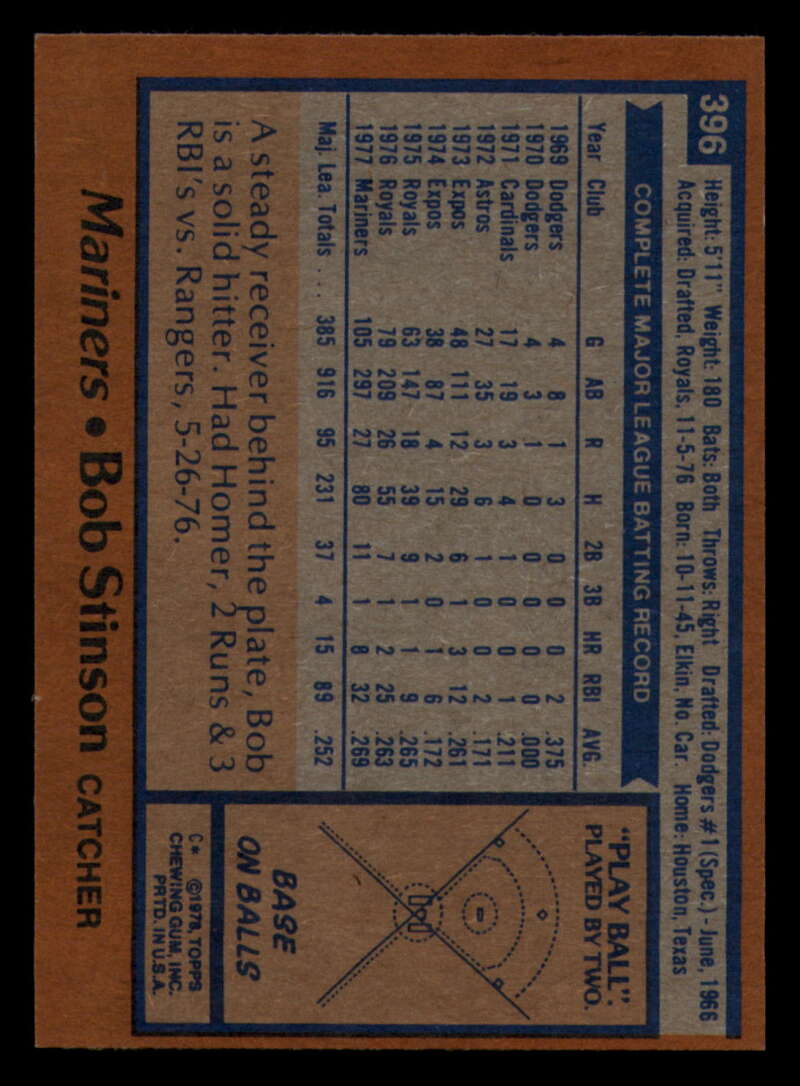 396
Height: 5'11" Weight: 180 Bats: Both Throws: Right Drafted: Dodgers #1 (Spec.) - June, 1966
Acquired: Drafted, Royals, 11-5-76 Born: 10-11-45, Elkin, No. Car. Home: Houston, Texas
COMPLETE MAJOR LEAGUE BATTING RECORD
Year Club G AB R H 2B 3B HR RBI AVG.
1969 Dodgers 4 8 1 3 0 0 0 2 .375
1970 Dodgers 4 3 1 0 0 0 0 0 .000
1971 Cardinals 17 19 3 4 1 0 0 1 .211
1972 Astros 27 35 3 6 1 0 0 2 .171
1973 Expos 48 111 12 29 6 1 3 12 .261
1974 Expos 38 87 4 15 2 0 1 6 .172
1975 Royals 63 147 18 39 9 1 1 9 .265
1976 Royals 79 209 26 55 7 1 2 25 .263
1977 Mariners 105 297 27 80 11 1 8 32 .269
Maj. Lea. Totals . . . 385 916 95 231 37 4 15 89 .252
A steady receiver behind the plate, Bob
is a solid hitter. Had Homer, 2 Runs & 3
RBI's vs. Rangers, 5-26-76.
"PLAY BALL":
PLAYED BY TWO.
BASE
ON BALLS
C* ©1978, TOPPS
CHEWING GUM, INC.
PRTD. IN U.S.A.
Mariners • Bob Stinson CATCHER